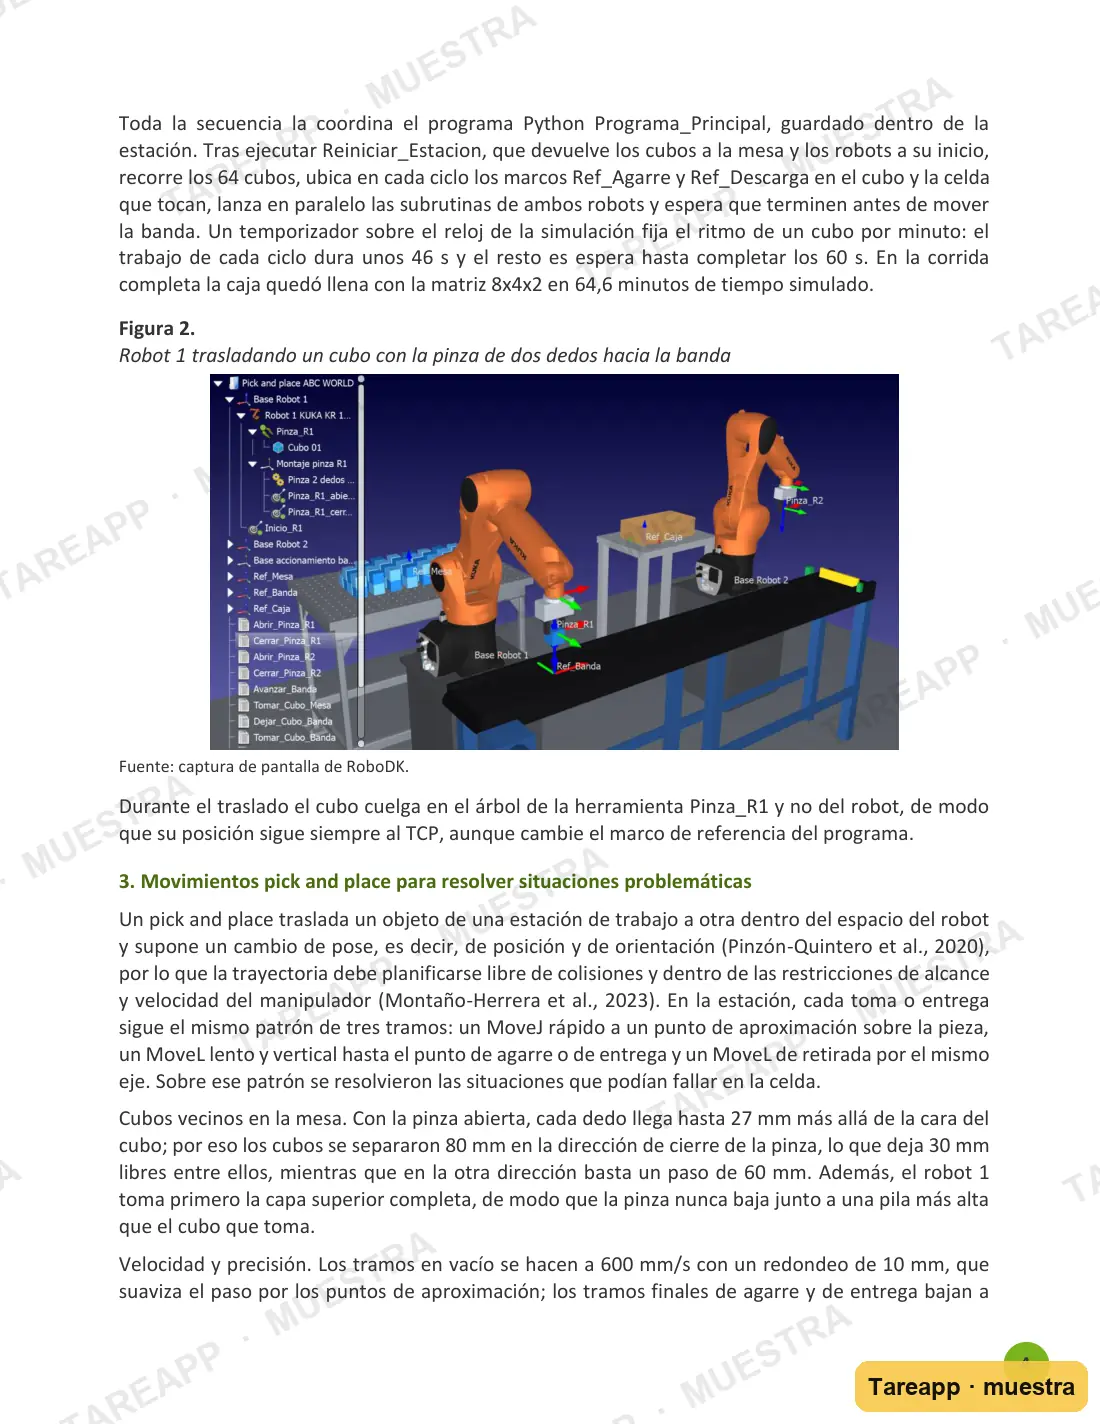 Toda la secuencia la coordina el programa Python Programa_Principal, guardado dentro de la
estación. Tras ejecutar Reiniciar_Estacion, que devuelve los cubos a la mesa y los robots a su inicio,
recorre los 64 cubos, ubica en cada ciclo los marcos Ref_Agarre y Ref_Descarga en el cubo y la celda
que tocan, lanza en paralelo las subrutinas de ambos robots y espera que terminen antes de mover
la banda. Un temporizador sobre el reloj de la simulación fija el ritmo de un cubo por minuto: el
trabajo de cada ciclo dura unos 46 s y el resto es espera hasta completar los 60 s. En la corrida
completa la caja quedó llena con la matriz 8x4x2 en 64,6 minutos de tiempo simulado.
Figura 2.
Robot 1 trasladando un cubo con la pinza de dos dedos hacia la banda
Pick and place ABC WORLD
Base Robot 1
Robot 1 KUKA KR 1...
Pinza_R1
Cubo 01
Montaje pinza R1
Pinza 2 dedos ...
Pinza_R1_abie...
Pinza_R1_cerr...
Inicio_R1
Base Robot 2
Base accionamiento ba...
Ref_Mesa
Ref_Banda
Ref_Caja
Abrir_Pinza_R1
Cerrar_Pinza_R1
Abrir_Pinza_R2
Cerrar_Pinza_R2
Avanzar_Banda
Tomar_Cubo_Mesa
Dejar_Cubo_Banda
Tomar_Cubo_Banda
Ref_Mesa
KUKA
KUKA
Pinza_R1
Base Robot 1
Ref_Banda
Ref_Caja
KUKA
KUKA
Pinza_R2
Base Robot 2
Fuente: captura de pantalla de RoboDK.
Durante el traslado el cubo cuelga en el árbol de la herramienta Pinza_R1 y no del robot, de modo
que su posición sigue siempre al TCP, aunque cambie el marco de referencia del programa.
3. Movimientos pick and place para resolver situaciones problemáticas
Un pick and place traslada un objeto de una estación de trabajo a otra dentro del espacio del robot
y supone un cambio de pose, es decir, de posición y de orientación (Pinzón-Quintero et al., 2020),
por lo que la trayectoria debe planificarse libre de colisiones y dentro de las restricciones de alcance
y velocidad del manipulador (Montaño-Herrera et al., 2023). En la estación, cada toma o entrega
sigue el mismo patrón de tres tramos: un MoveJ rápido a un punto de aproximación sobre la pieza,
un MoveL lento y vertical hasta el punto de agarre o de entrega y un MoveL de retirada por el mismo
eje. Sobre ese patrón se resolvieron las situaciones que podían fallar en la celda.
Cubos vecinos en la mesa. Con la pinza abierta, cada dedo llega hasta 27 mm más allá de la cara del
cubo; por eso los cubos se separaron 80 mm en la dirección de cierre de la pinza, lo que deja 30 mm
libres entre ellos, mientras que en la otra dirección basta un paso de 60 mm. Además, el robot 1
toma primero la capa superior completa, de modo que la pinza nunca baja junto a una pila más alta
que el cubo que toma.
Velocidad y precisión. Los tramos en vacío se hacen a 600 mm/s con un redondeo de 10 mm, que
suaviza el paso por los puntos de aproximación; los tramos finales de agarre y de entrega bajan a
Tareapp · muestra
TAREAPP · MUESTRA